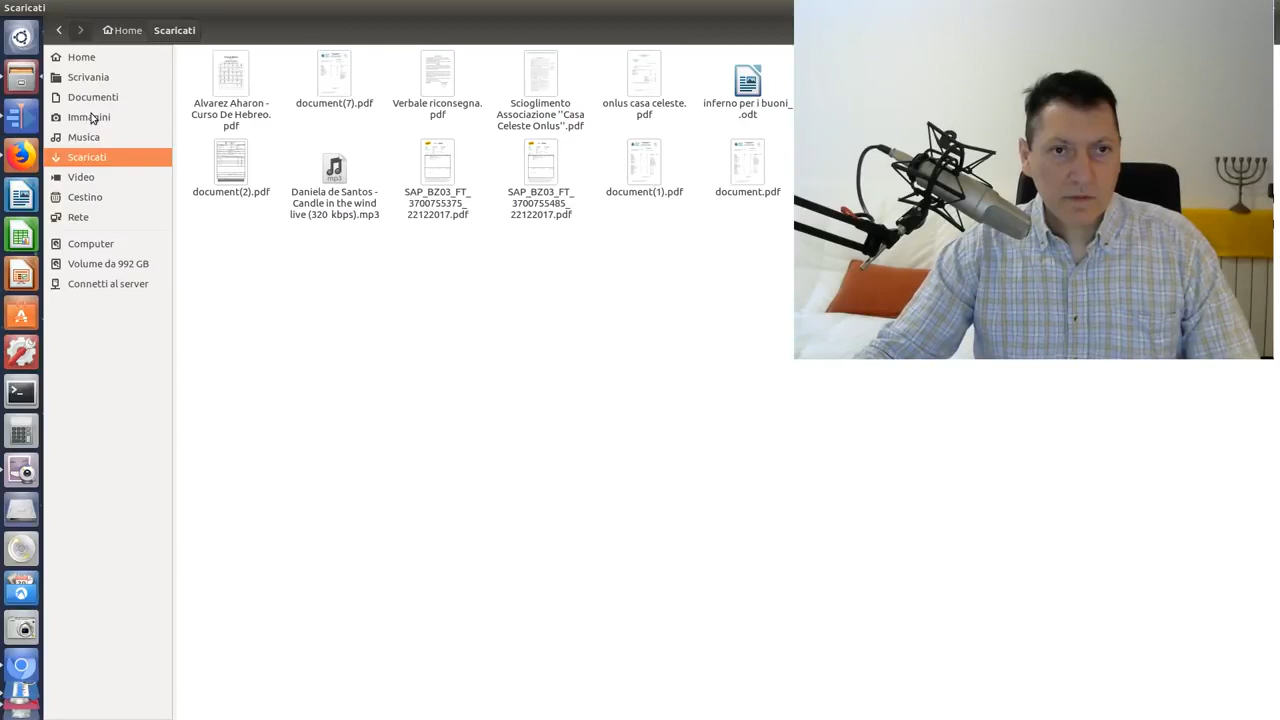 Scaricati
Home
Scaricati
Home
Scrivania
Documenti
Immagini
Musica
Scaricati
Video
Cestino
Rete
Computer
Volume da 992 GB
Connetti al server
Alvarez Aharon -
Curso De Hebreo.
pdf
document(7).pdf
Verbale riconsegna.
pdf
Scioglimento
Associazione ''Casa
Celeste Onlus''.pdf
onlus casa celeste.
pdf
inferno per i buoni_
.odt
document(2).pdf
mp3
Daniela de Santos -
Candle in the wind
live (320 kbps).mp3
SAP_BZ03_FT_
3700755375_
22122017.pdf
SAP_BZ03_FT_
3700755485_
22122017.pdf
document(1).pdf
document.pdf